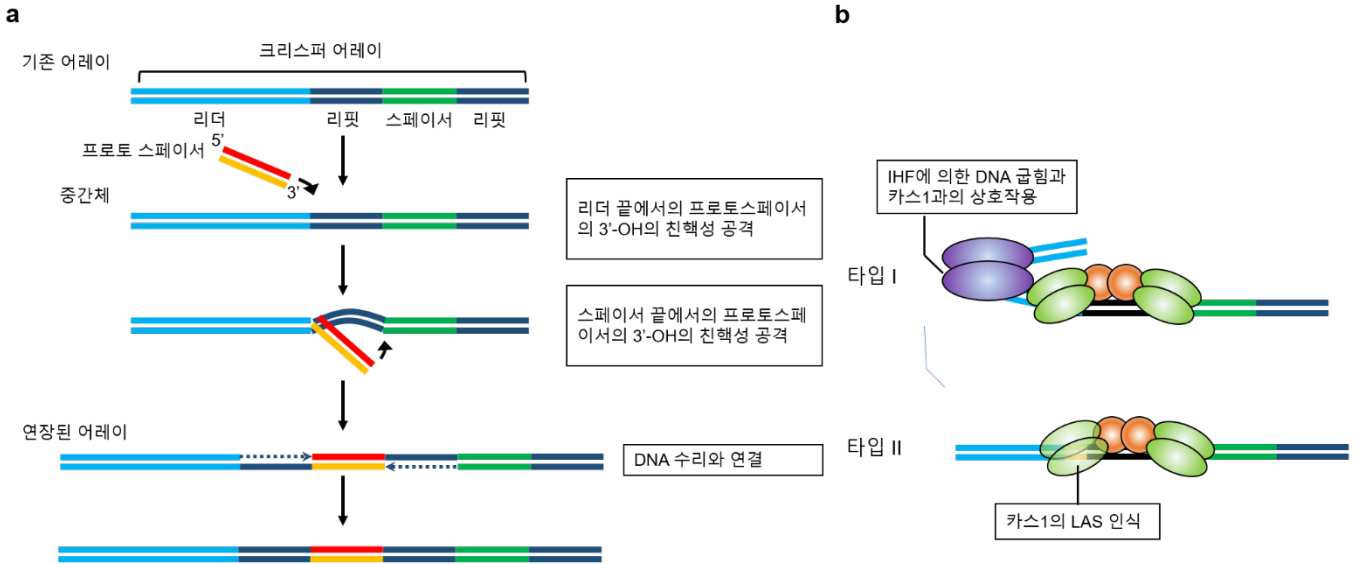 a
크리스퍼 어레이
기존 어레이
리더
리핏
스페이서
리핏
5’
프로토 스페이서
3’
중간체
리더 끝에서의 프로토스페이서
의 3’-OH의 친핵성 공격
스페이서 끝에서의 프로토스페
이서의 3’-OH의 친핵성 공격
연장된 어레이
DNA 수리와 연결
b
IHF에 의한 DNA 굽힘과
카스1과의 상호작용
타입 I
타입 II
카스1의 LAS 인식